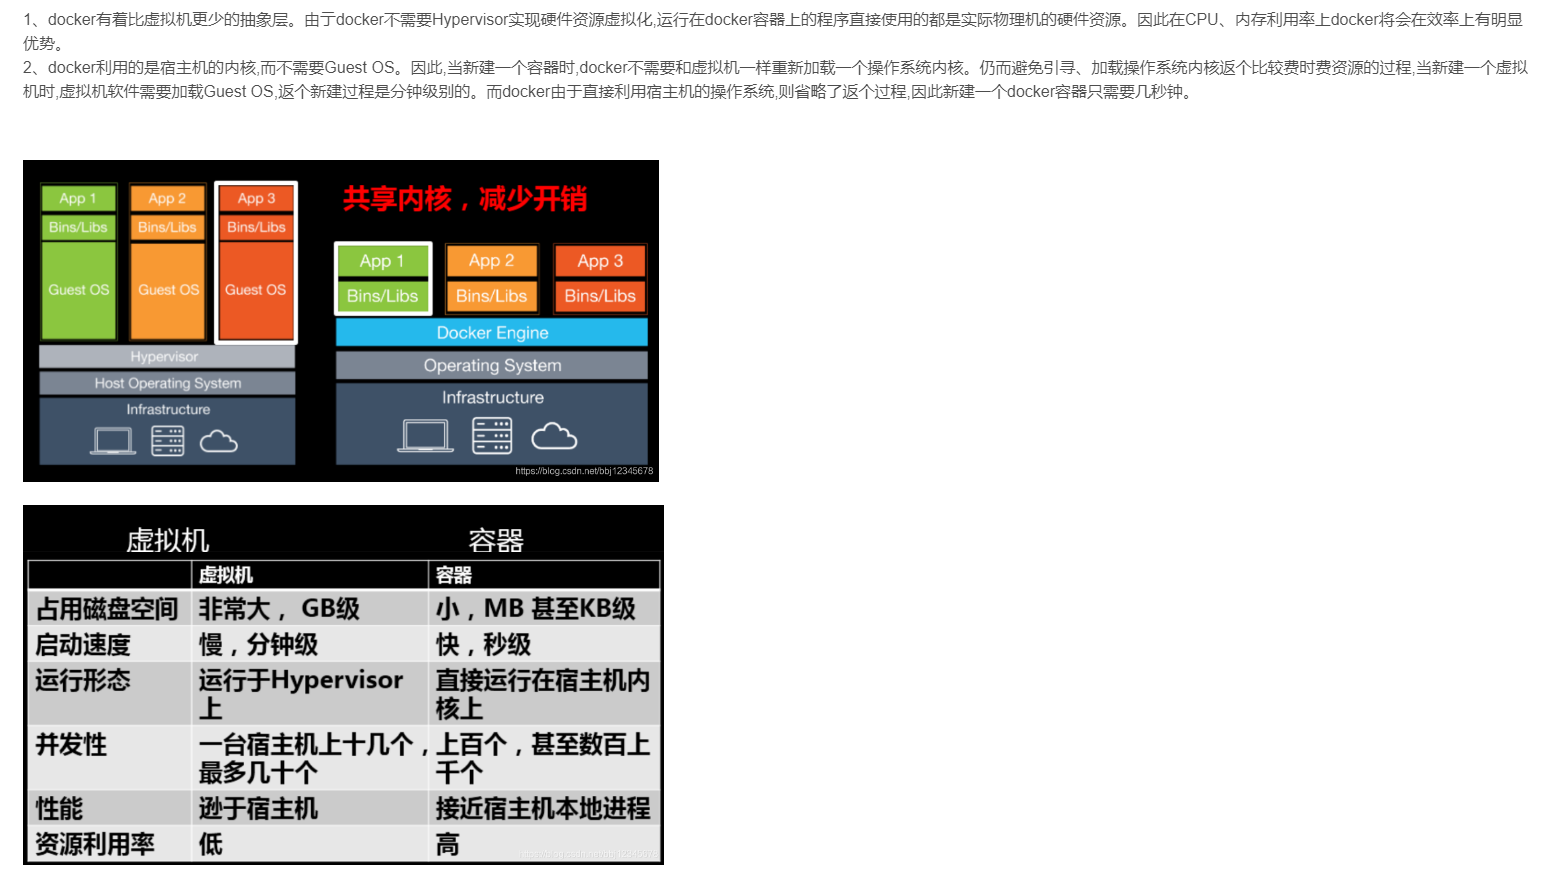 1、docker有着比虚拟机更少的抽象层。由亍docker不需要Hypervisor实现硬件资源虚拟化,运行在docker容器上的程序直接使用的都是实际物理机的硬件资源。因此在CPU、内存利用率上docker将会在效率上有明显
优势。
2、docker利用的是宿主机的内核,而不需要Guest OS。因此,当新建一个容器时,docker不需要和虚拟机一样重新加载一个操作系统内核。仍而避免引寻、加载操作系统内核返个比较费时费资源的过程,当新建一个虚拟
机时,虚拟机软件需要加载Guest OS,返个新建过程是分钟级别的。而docker由于直接利用宿主机的操作系统,则省略了返个过程,因此新建一个docker容器只需要几秒钟。
App 1 App 2 App 3
Bins/Libs Bins/Libs Bins/Libs
Guest OS Guest OS Guest OS
Hypervisor
Host Operating System
Infrastructure
共享内核，减少开销
App 1 App 2 App 3
Bins/Libs Bins/Libs Bins/Libs
Docker Engine
Operating System
Infrastructure
https://blog.csdn.net/bbj12345678
虚拟机 容器
虚拟机 容器
占用磁盘空间 非常大，GB级 小，MB 甚至KB级
启动速度 慢，分钟级 快，秒级
运行形态 运行于Hypervisor 直接运行在宿主机内
上 核上
并发性 一台宿主机上十几个， 上百个，甚至数百上
最多几十个 千个
性能 逊于宿主机 接近宿主机本地进程
资源利用率 低 高
https://blog.csdn.net/bbj12345678